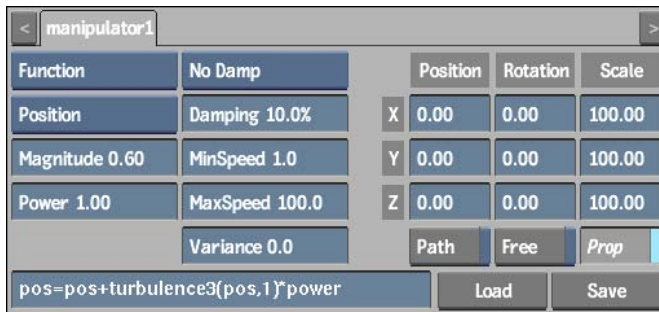 < manipulator1 >
Function No Damp Position Rotation Scale
Position Damping 10.0% X 0.00 0.00 100.00
Magnitude 0.60 MinSpeed 1.0 Y 0.00 0.00 100.00
Power 1.00 MaxSpeed 100.0 Z 0.00 0.00 100.00
Variance 0.0 Path Free Prop
pos=pos+turbulence3(pos,1)*power Load Save